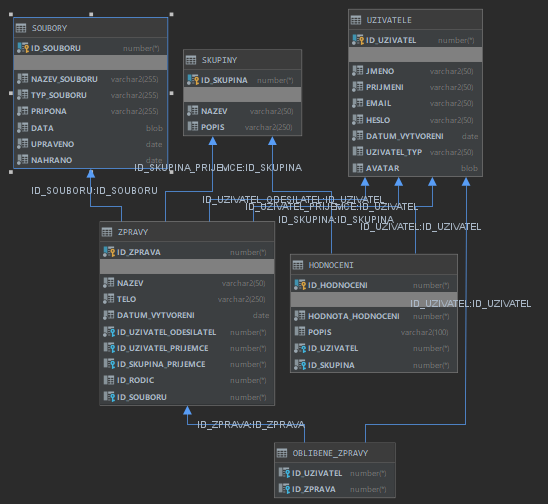 SOUBORY
ID_SOUBORU number(*)
NAZEV_SOUBORU varchar2(255)
TYP_SOUBORU varchar2(255)
PRIPONA varchar2(255)
DATA blob
UPRAVENO date
NAHRANO date
SKUPINY
ID_SKUPINA number(*)
NAZEV varchar2(50)
POPIS varchar2(250)
UZIVATELE
ID_UZIVATEL number(*)
JMENO varchar2(50)
PRIJMENI varchar2(50)
EMAIL varchar2(50)
HESLO varchar2(50)
DATUM_VYTVORENI date
UZIVATEL_TYP varchar2(50)
AVATAR blob
ID_SKUPINA_PRIJEMCE:ID_SKUPINA
ID_SOUBORU:ID_SOUBORU
ID_UZIVATEL_ODESILATEL:ID_UZIVATEL
ID_UZIVATEL_PRIJEMCE:ID_UZIVATEL
ID_SKUPINA:ID_SKUPINA
ID_UZIVATEL:ID_UZIVATEL
ZPRAVY
ID_ZPRAVA number(*)
NAZEV varchar2(50)
TELO varchar2(250)
DATUM_VYTVORENI date
ID_UZIVATEL_ODESILATEL number(*)
ID_UZIVATEL_PRIJEMCE number(*)
ID_SKUPINA_PRIJEMCE number(*)
ID_RODIC number(*)
ID_SOUBORU number(*)
HODNOCENI
ID_HODNOCENI number(*)
ID_UZIVATEL:ID_UZIVATEL
HODNOTA_HODNOCENI number(*)
POPIS varchar2(100)
ID_UZIVATEL number(*)
ID_SKUPINA number(*)
ID_ZPRAVA:ID_ZPRAVA
OBLIBENE_ZPRAVY
ID_UZIVATEL number(*)
ID_ZPRAVA number(*)